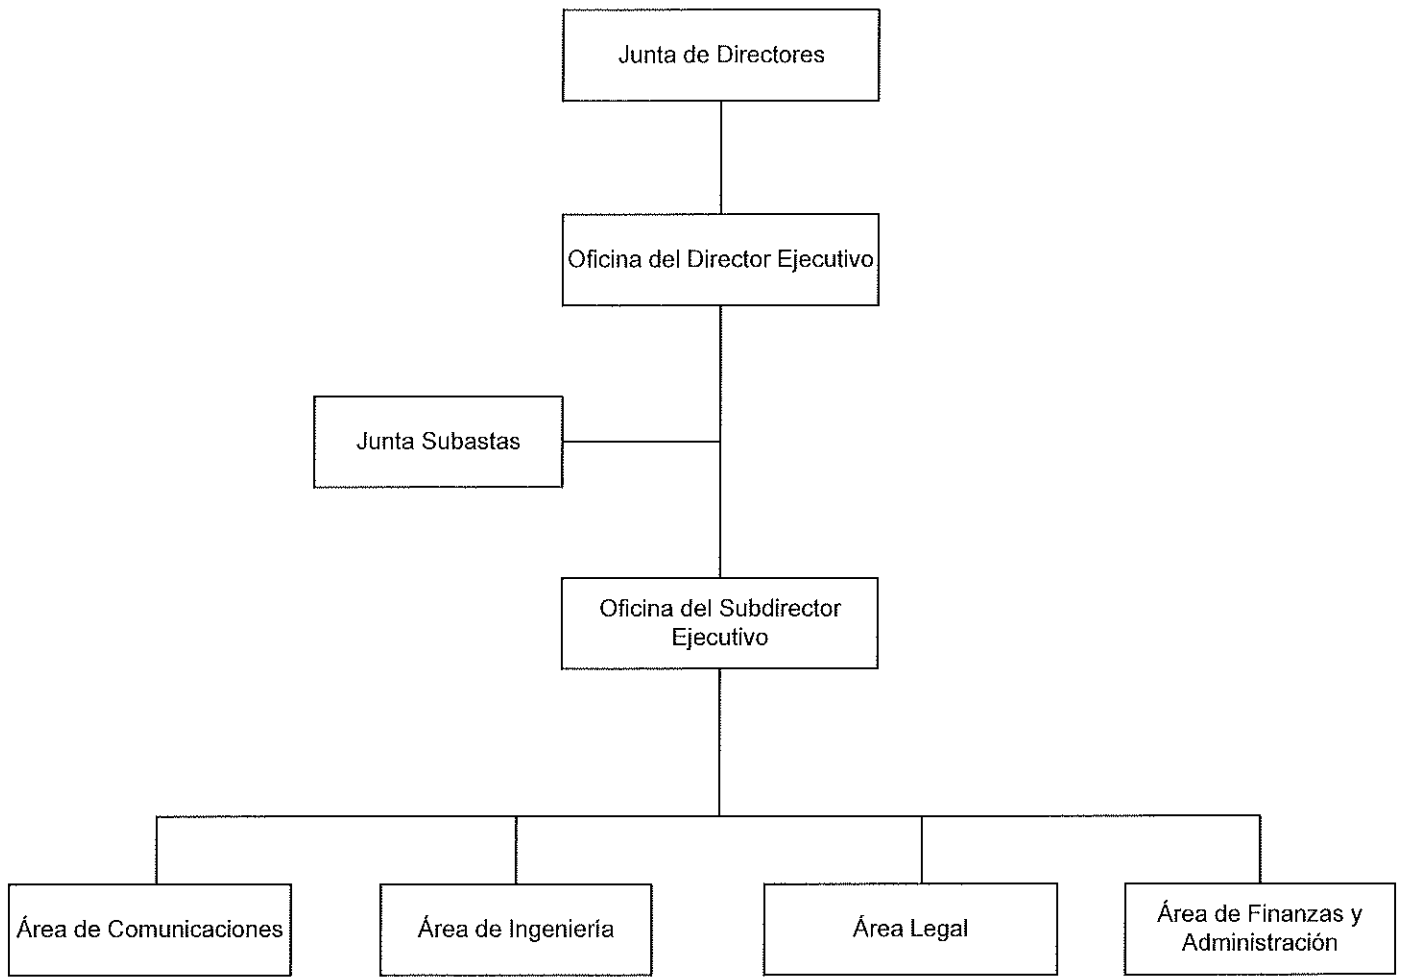 Junta de Directores
Oficina del Director Ejecutivo
Junta Subastas
Oficina del Subdirector
Ejecutivo
Área de Comunicaciones
Área de Ingeniería
Área Legal
Área de Finanzas y
Administración